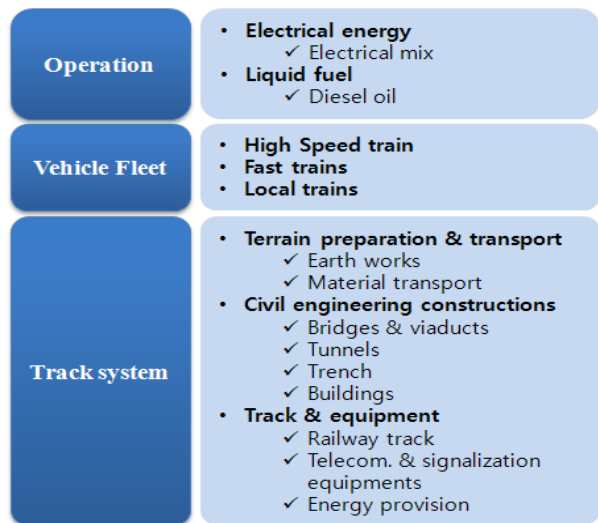 Operation
• Electrical energy
✓ Electrical mix
• Liquid fuel
✓ Diesel oil
Vehicle Fleet
• High Speed train
• Fast trains
• Local trains
Track system
• Terrain preparation & transport
✓ Earth works
✓ Material transport
• Civil engineering constructions
✓ Bridges & viaducts
✓ Tunnels
✓ Trench
✓ Buildings
• Track & equipment
✓ Railway track
✓ Telecom. & signalization
equipments
✓ Energy provision